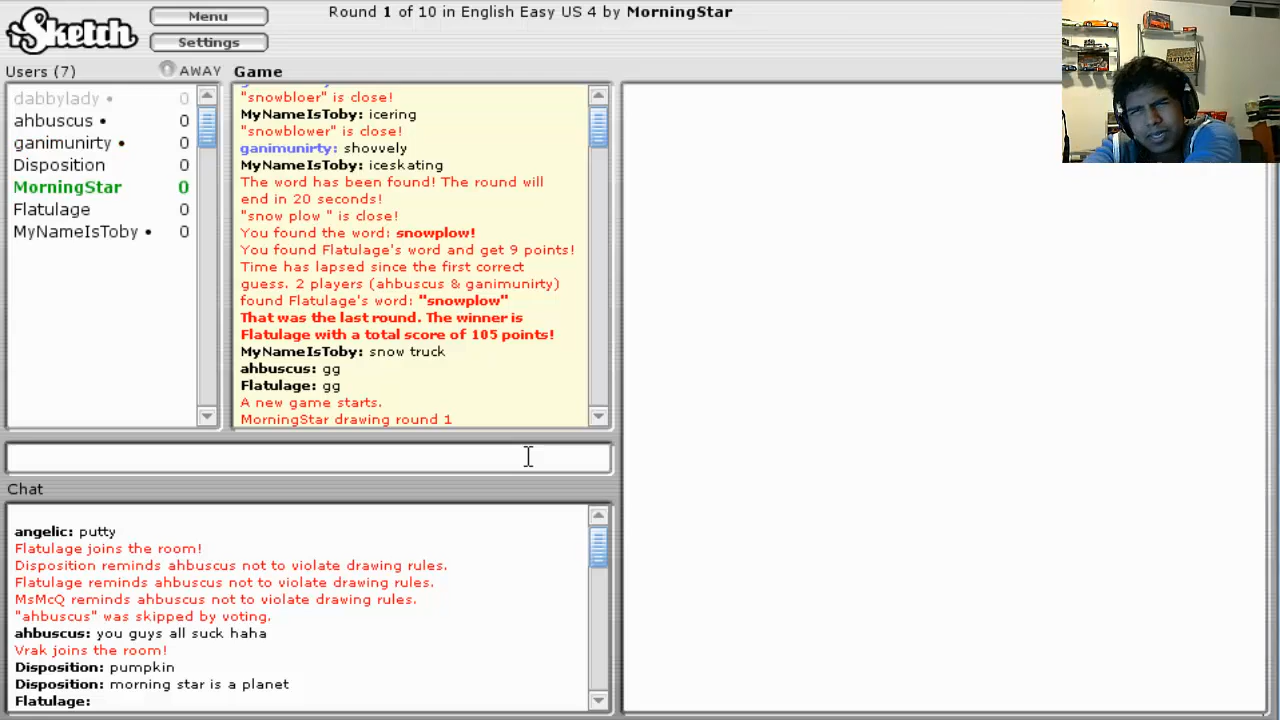 iSketch
Menu
Settings
Round 1 of 10 in English Easy US 4 by MorningStar
Users (7)
AWAY
dabbylady • 0
ahbuscus • 0
ganimunirty • 0
Disposition 0
MorningStar 0
Flatulage 0
MyNameIsToby • 0
Game
"snowbloer" is close!
MyNameIsToby: icering
"snowblower" is close!
ganimunirty: shovvely
MyNameIsToby: iceskating
The word has been found! The round will
end in 20 seconds!
"snow plow " is close!
You found the word: snowplow!
You found Flatulage's word and get 9 points!
Time has lapsed since the first correct
guess. 2 players (ahbuscus & ganimunirty)
found Flatulage's word: "snowplow"
That was the last round. The winner is
Flatulage with a total score of 105 points!
MyNameIsToby: snow truck
ahbuscus: gg
Flatulage: gg
A new game starts.
MorningStar drawing round 1
Chat
angelic: putty
Flatulage joins the room!
Disposition reminds ahbuscus not to violate drawing rules.
Flatulage reminds ahbuscus not to violate drawing rules.
MsMcQ reminds ahbuscus not to violate drawing rules.
"ahbuscus" was skipped by voting.
ahbuscus: you guys all suck haha
Vrak joins the room!
Disposition: pumpkin
Disposition: morning star is a planet
Flatulage: